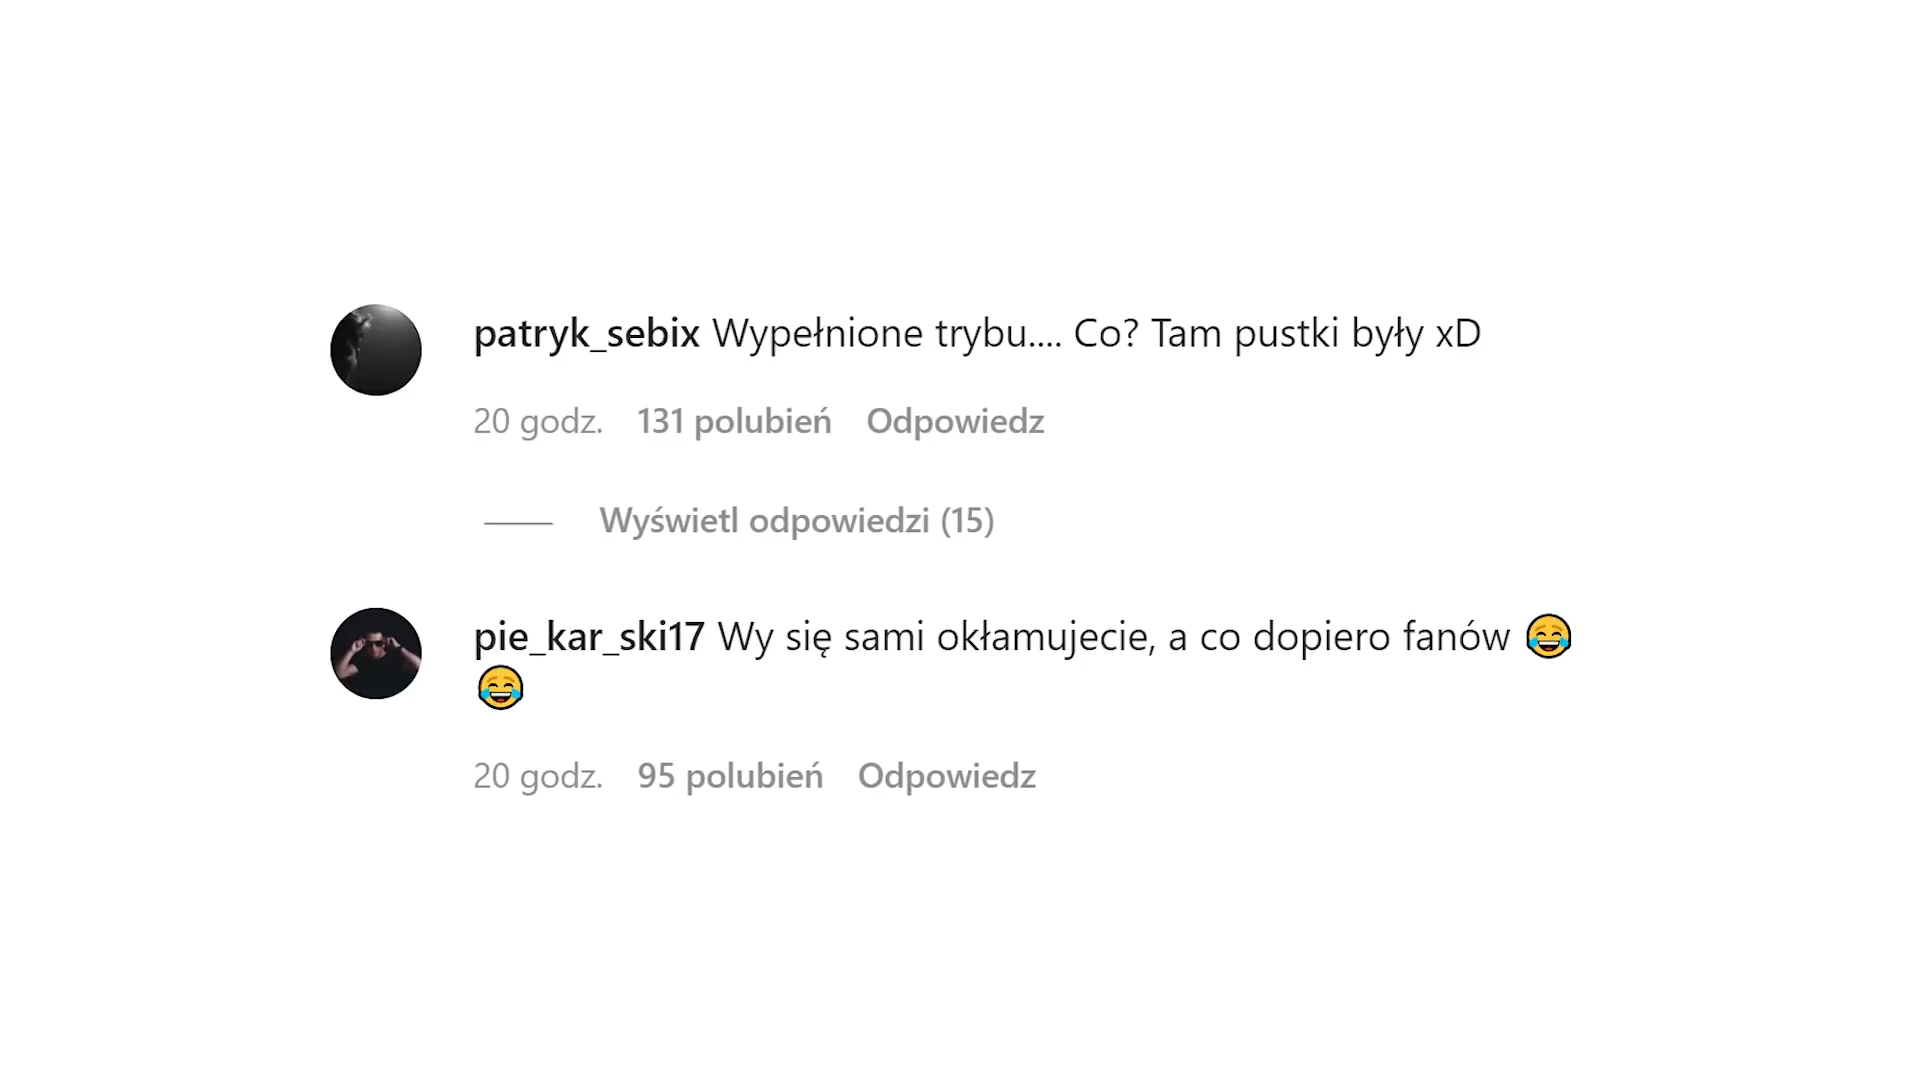 patryk_sebix Wypełnione trybu.... Co? Tam pustki były xD
20 godz. 131 polubień Odpowiedz
Wyświetl odpowiedzi (15)
pie_kar_ski17 Wy się sami okłamujecie, a co dopiero fanów 😂
😂
20 godz. 95 polubień Odpowiedz